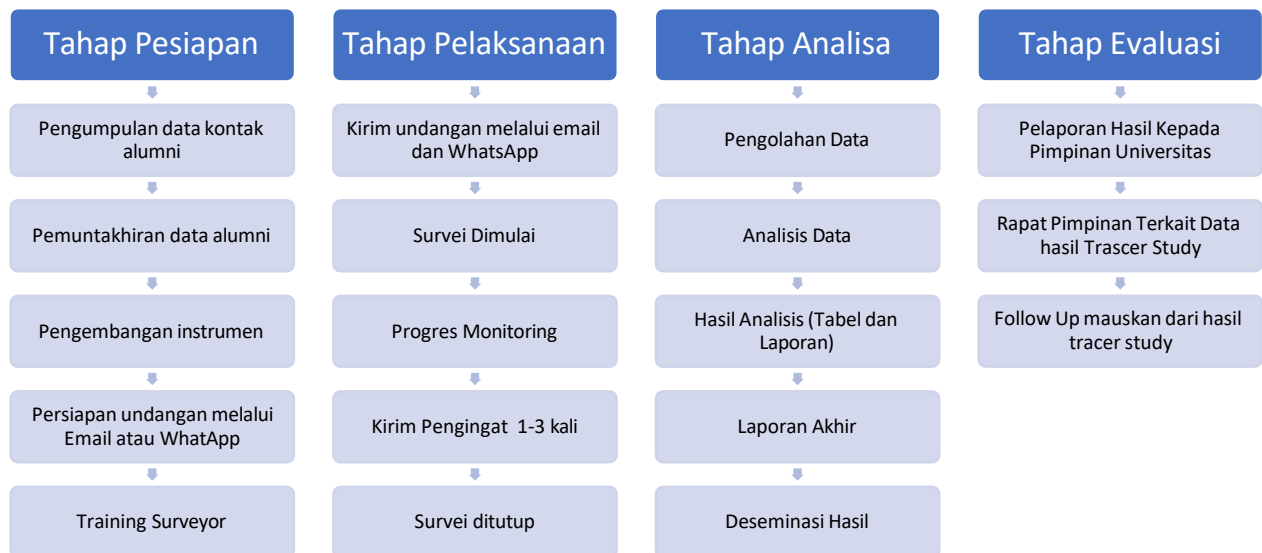 Tahap Pesiapan
Pengumpulan data kontak
alumni
Pemuntakhiran data alumni
Pengembangan instrumen
Persiapan undangan melalui
Email atau WhatApp
Training Surveyor
Tahap Pelaksanaan
Kirim undangan melalui email
dan WhatsApp
Survei Dimulai
Progres Monitoring
Kirim Pengingat 1-3 kali
Survei ditutup
Tahap Analisa
Pengolahan Data
Analisis Data
Hasil Analisis (Tabel dan
Laporan)
Laporan Akhir
Deseminasi Hasil
Tahap Evaluasi
Pelaporan Hasil Kepada
Pimpinan Universitas
Rapat Pimpinan Terkait Data
hasil Trascer Study
Follow Up mauskan dari hasil
tracer study